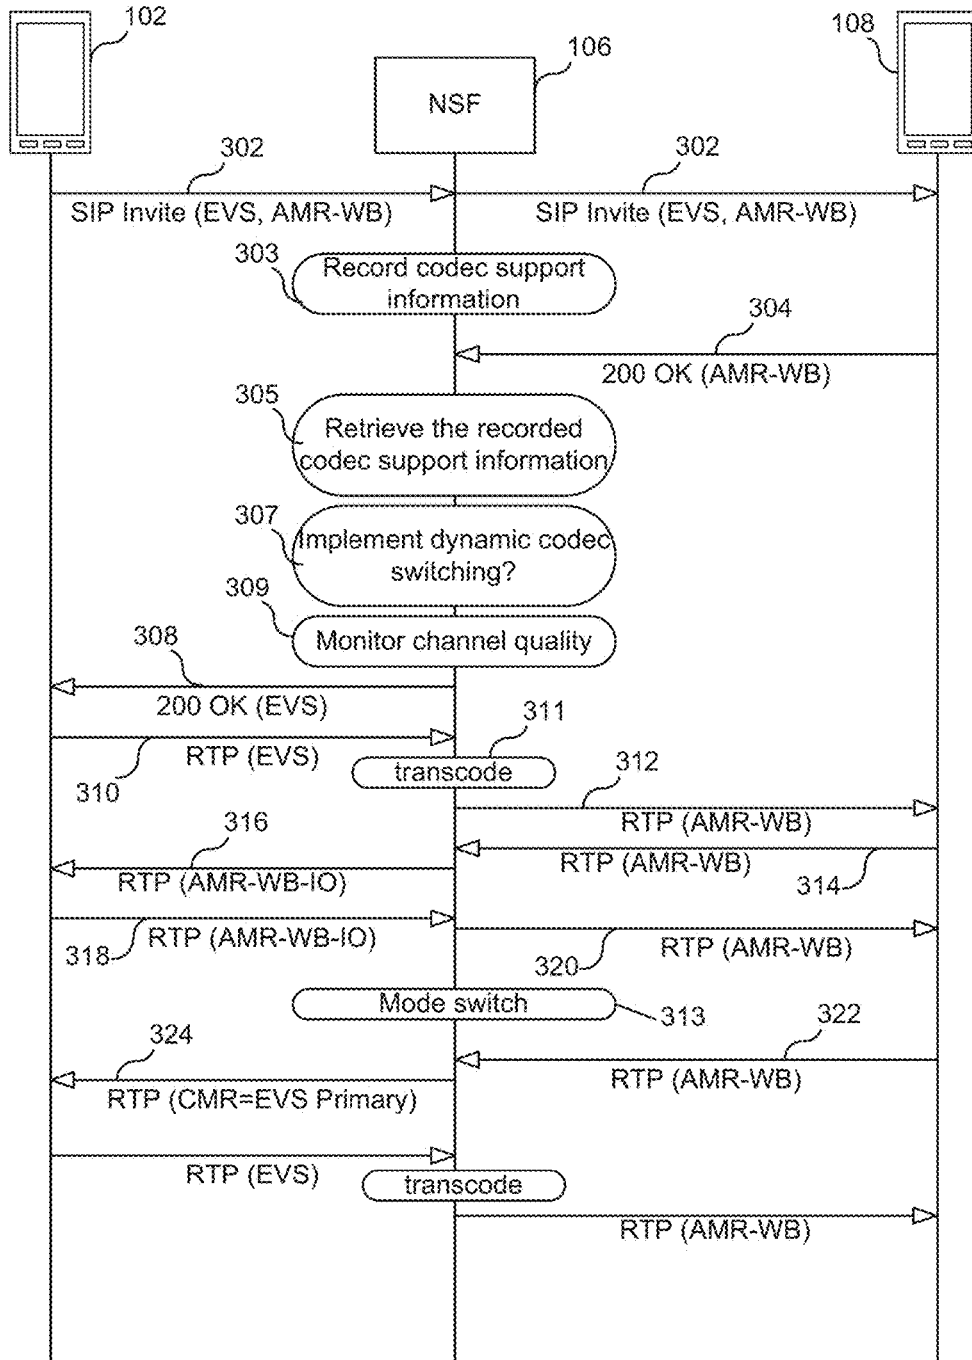 102
106
108
NSF
302
302
SIP Invite (EVS, AMR-WB)
SIP Invite (EVS, AMR-WB)
303
Record codec support
information
304
200 OK (AMR-WB)
305
Retrieve the recorded
codec support information
307
Implement dynamic codec
switching?
309
Monitor channel quality
308
200 OK (EVS)
311
RTP (EVS)
310
transcode
312
RTP (AMR-WB)
316
RTP (AMR-WB)
314
RTP (AMR-WB-IO)
RTP (AMR-WB-IO)
318
RTP (AMR-WB)
320
Mode switch
313
322
324
RTP (AMR-WB)
RTP (CMR=EVS Primary)
RTP (EVS)
transcode
RTP (AMR-WB)